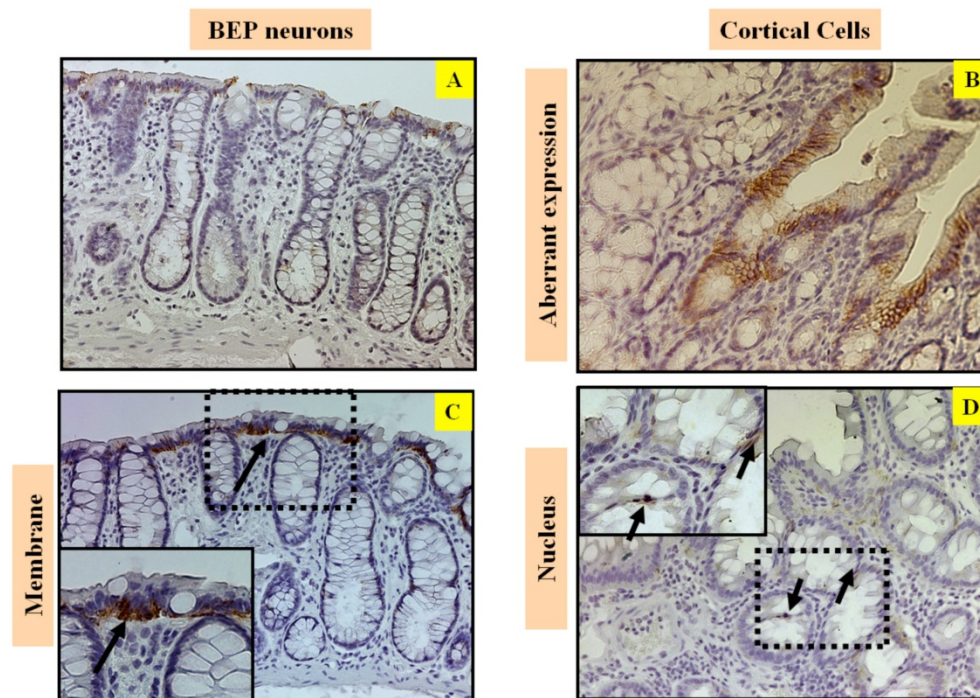 BEP neurons
Cortical Cells
A
B
Aberrant expression
C
D
Membrane
Nucleus